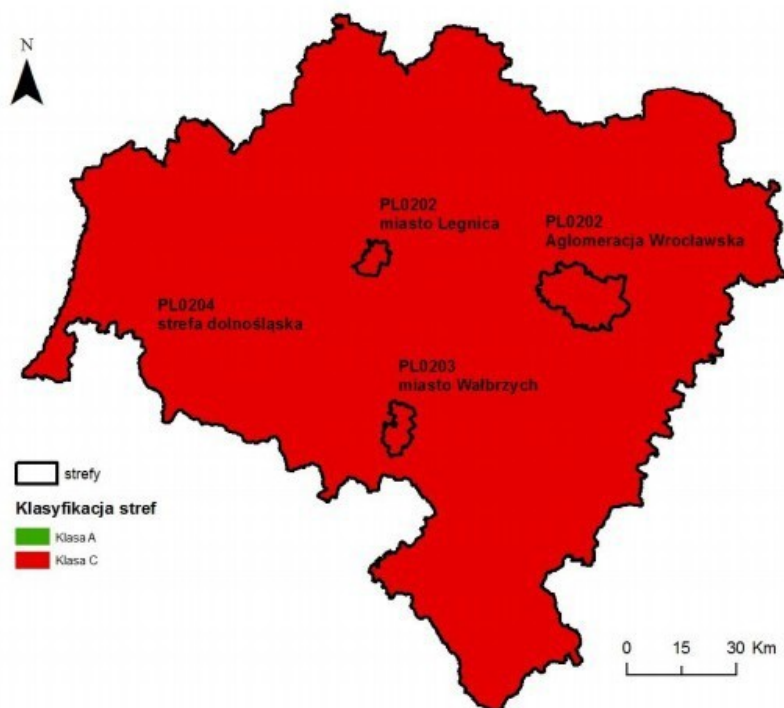 N
PL0202
miasto Legnica
PL0202
Aglomeracja Wrocławska
PL0204
strefa dolnośląska
PL0203
miasto Wałbrzych
strefy
Klasyfikacja stref
Klasa A
Klasa C
0 15 30 Km